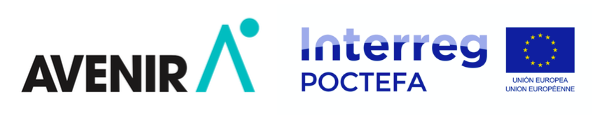 AVENIR
Interreg
POCTEFA
UNIÓN EUROPEA
UNION EUROPÉENNE